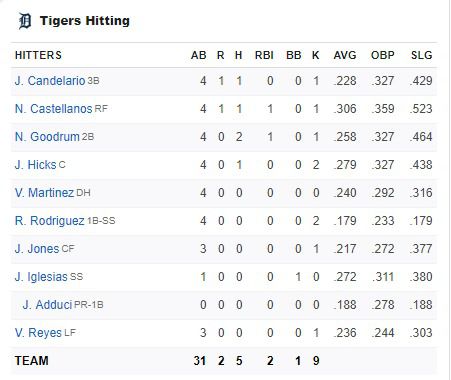 Tigers Hitting
HITTERS AB R H RBI BB K AVG OBP SLG
J. Candelario 3B 4 1 1 0 0 1 .228 .327 .429
N. Castellanos RF 4 1 1 1 0 1 .306 .359 .523
N. Goodrum 2B 4 0 2 1 0 1 .258 .327 .464
J. Hicks C 4 0 1 0 0 2 .279 .327 .438
V. Martinez DH 4 0 0 0 0 0 .240 .292 .316
R. Rodriguez 1B-SS 4 0 0 0 0 2 .179 .233 .179
J. Jones CF 3 0 0 0 0 1 .217 .272 .377
J. Iglesias SS 1 0 0 0 1 0 .272 .311 .380
J. Adduci PR-1B 0 0 0 0 0 0 .188 .278 .188
V. Reyes LF 3 0 0 0 0 1 .236 .244 .303
TEAM 31 2 5 2 1 9